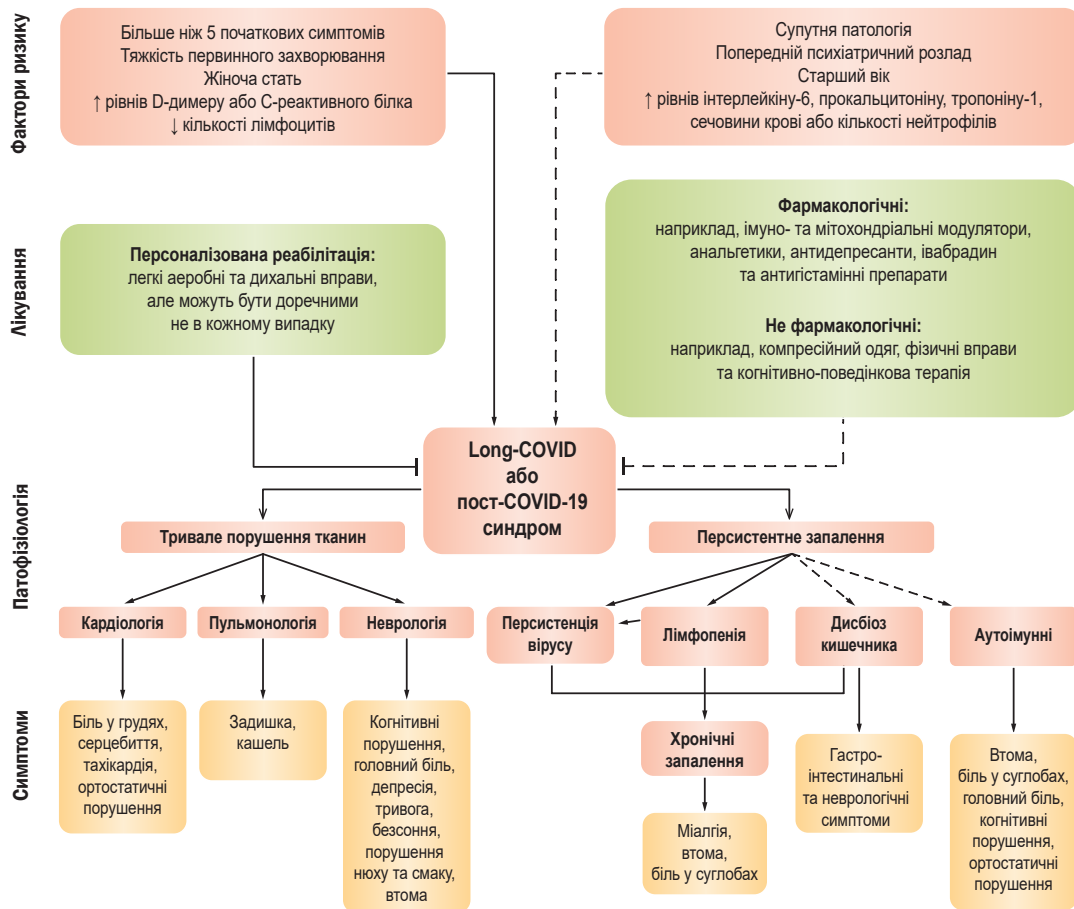 Фактори ризику
Більше ніж 5 початкових симптомів
Тяжкість первинного захворювання
Жіноча стать
↑ рівнів D-димеру або С-реактивного білка
↓ кількості лімфоцитів
Супутня патологія
Попередній психіатричний розлад
Старший вік
↑ рівнів інтерлейкіну-6, прокальцитоніну, тропоніну-1,
сечовини крові або кількості нейтрофілів
Лікування
Персоналізована реабілітація:
легкі аеробні та дихальні вправи,
але можуть бути доречними
не в кожному випадку
Фармакологічні:
наприклад, імуно- та мітохондріальні модулятори,
анальгетики, антидепресанти, івабрадин
та антигістамінні препарати
Не фармакологічні:
наприклад, компресійний одяг, фізичні вправи
та когнітивно-поведінкова терапія
Патофізіологія
Long-COVID
або
пост-COVID-19
синдром
Тривале порушення тканин
Персистентне запалення
Кардіологія
Пульмонологія
Неврологія
Персистенція
вірусу
Лімфопенія
Дисбіоз
кишечника
Аутоімунні
Симптоми
Біль у грудях,
серцебиття,
тахікардія,
ортостатичні
порушення
Задишка,
кашель
Когнітивні
порушення,
головний біль,
депресія,
тривога,
безсоння,
порушення
нюху та смаку,
втома
Хронічні
запалення
Міалгія,
втома,
біль у суглобах
Гастро-
інтестинальні
та неврологічні
симптоми
Втома,
біль у суглобах,
головний біль,
когнітивні
порушення,
ортостатичні
порушення